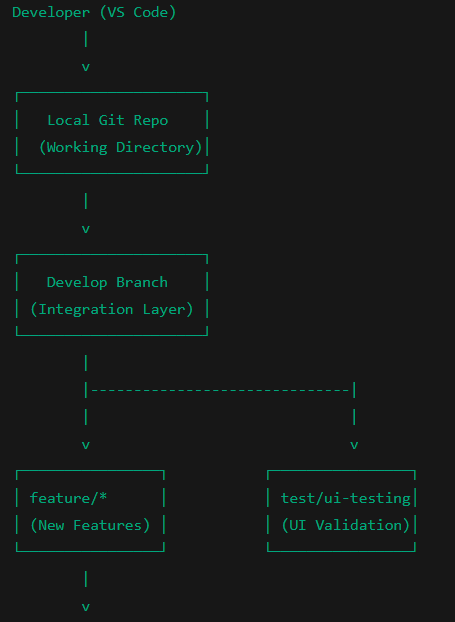 Developer (VS Code)
v
Local Git Repo
(Working Directory)
v
Develop Branch
(Integration Layer)
v v
feature/* test/ui-testing
(New Features) (UI Validation)
v